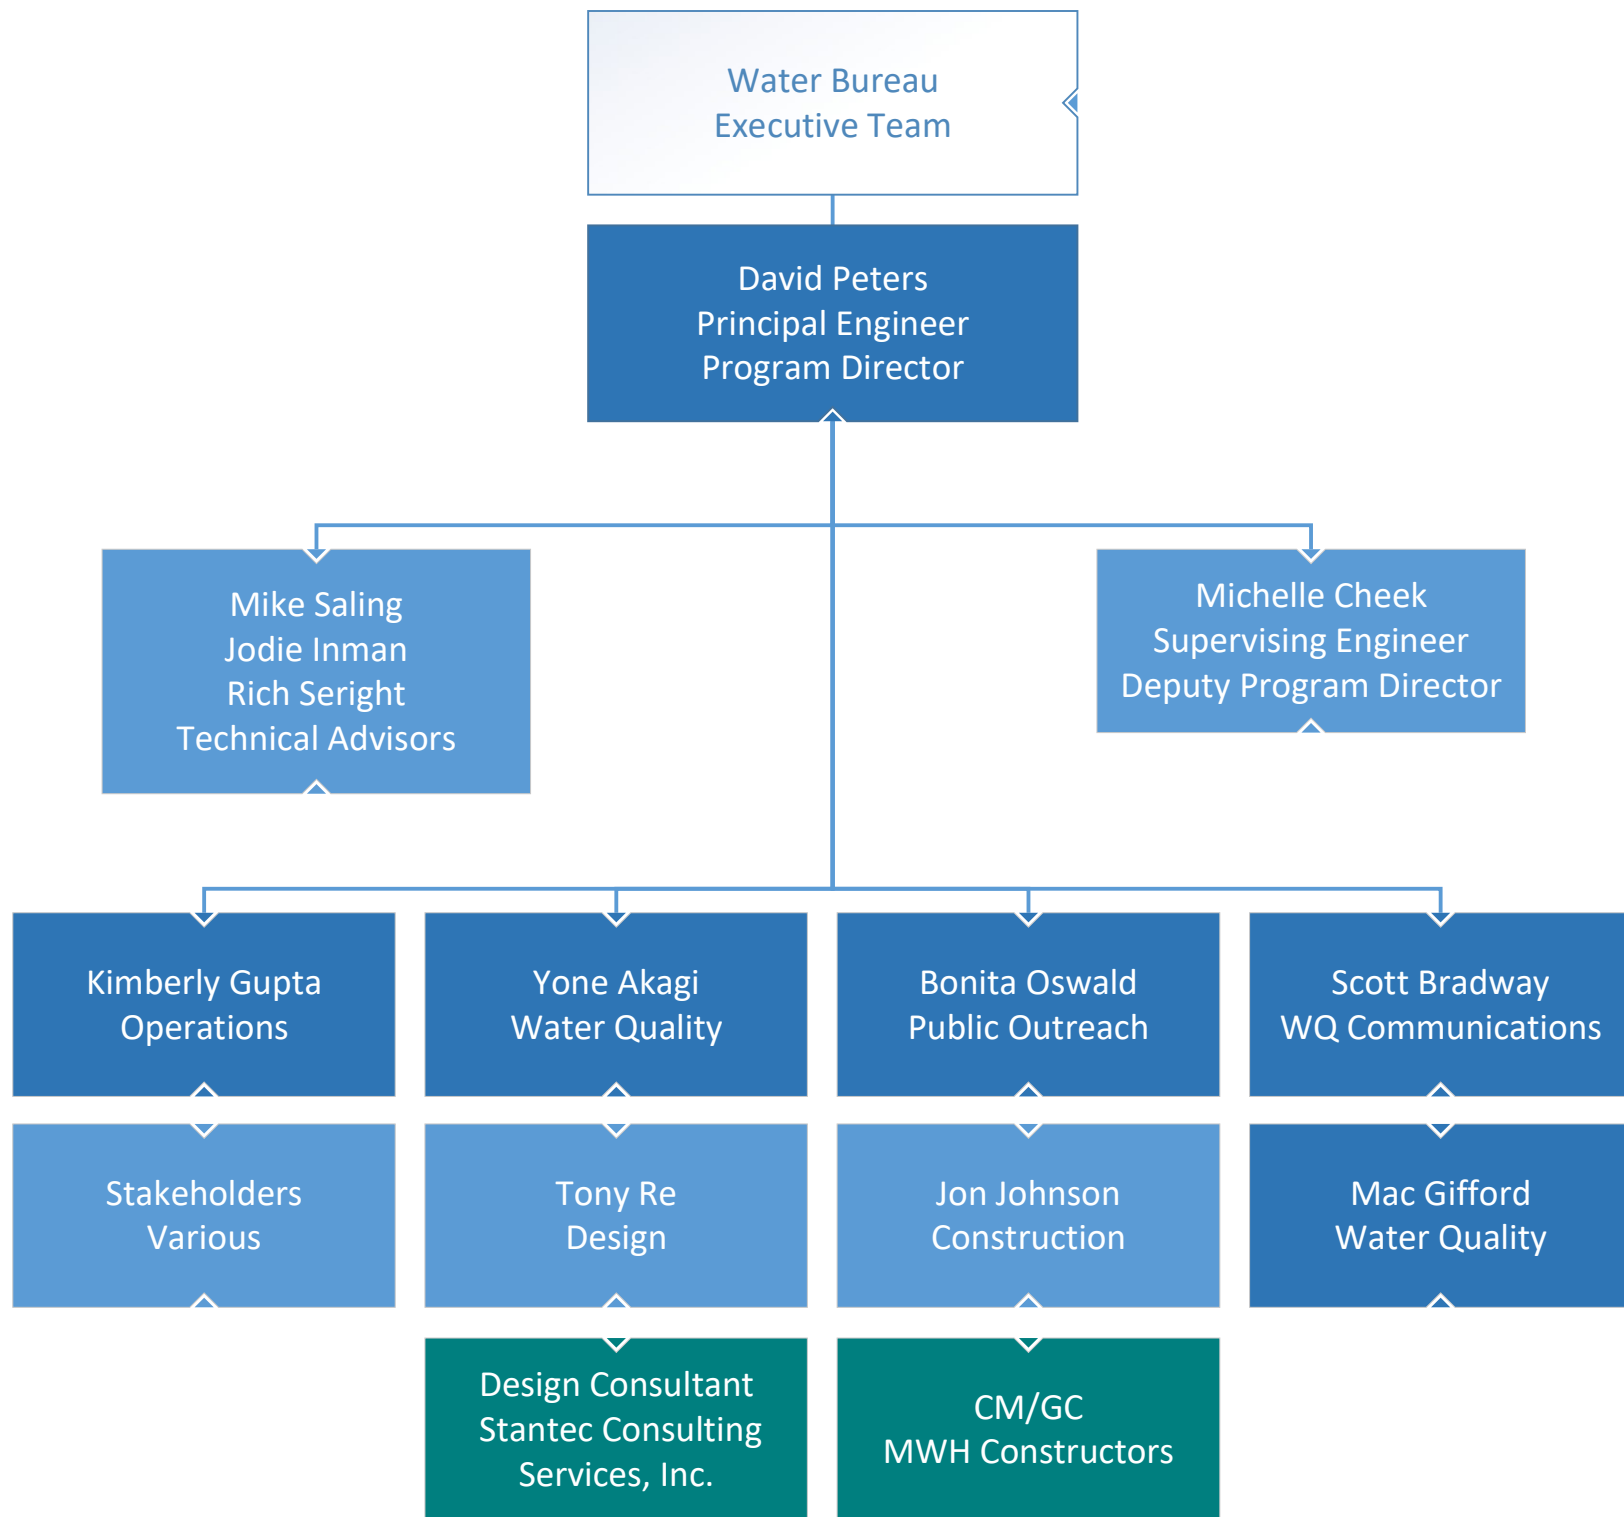 Water Bureau
Executive Team
David Peters
Principal Engineer
Program Director
Mike Saling
Jodie Inman
Rich Seright
Technical Advisors
Michelle Cheek
Supervising Engineer
Deputy Program Director
Kimberly Gupta
Operations
Yone Akagi
Water Quality
Bonita Oswald
Public Outreach
Scott Bradway
WQ Communications
Stakeholders
Various
Tony Re
Design
Jon Johnson
Construction
Mac Gifford
Water Quality
Design Consultant
Stantec Consulting
Services, Inc.
CM/GC
MWH Constructors